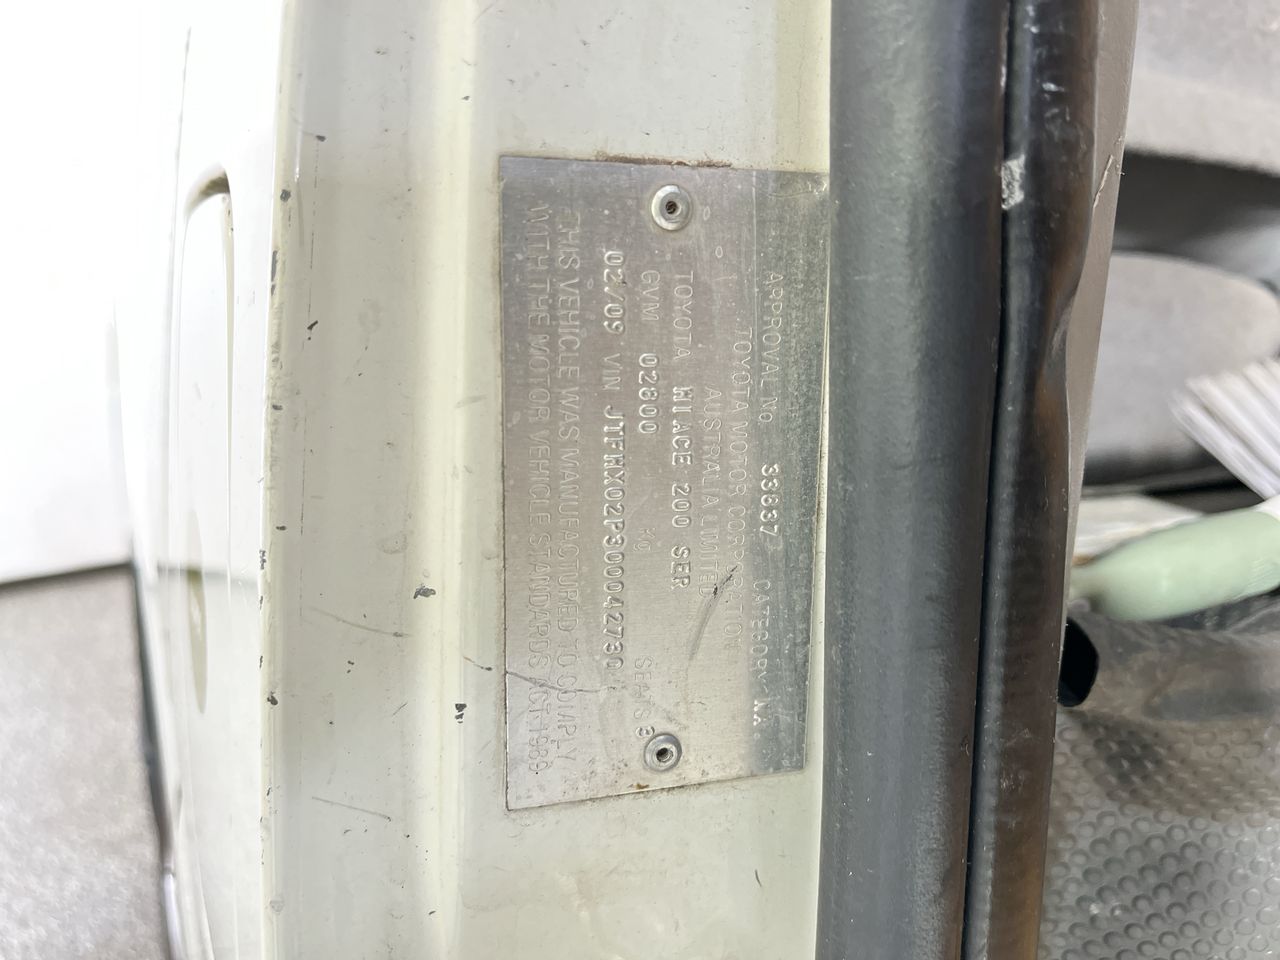 APPROVAL No. 33637 CATEGORY-NA
TOYOTA MOTOR CORPORATION
AUSTRALIA LIMITED
TOYOTA HIACE 200 SER
GVM 02800 Kg SEATS 3
02/09 VIN JTFHX02P300042730
THIS VEHICLE WAS MANUFACTURED TO COMPLY
WITH THE MOTOR VEHICLE STANDARDS ACT 1989.